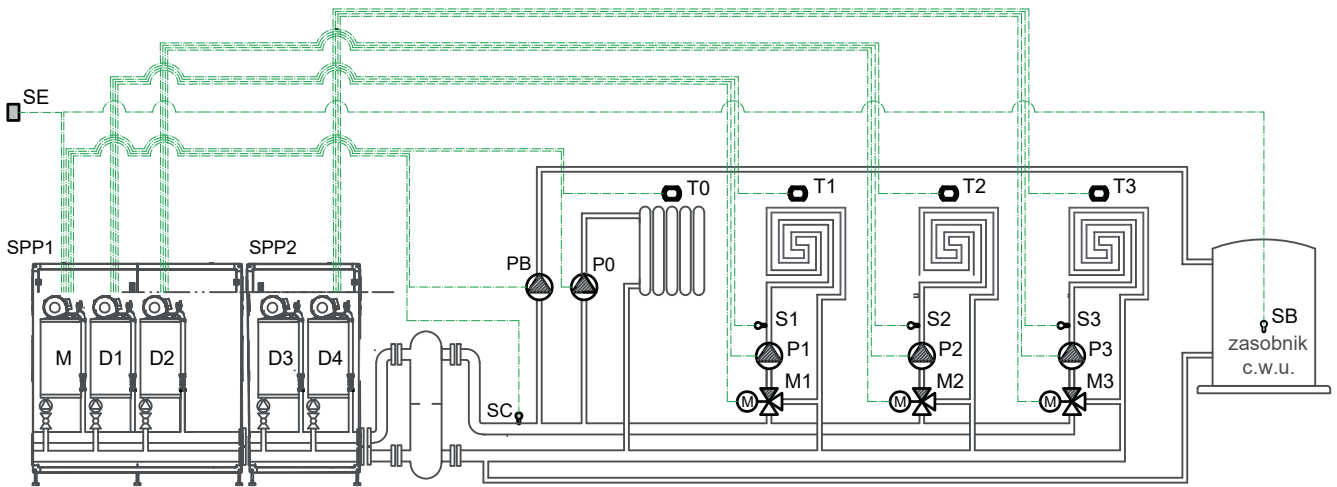 SE
T0
T1
T2
T3
SPP1
SPP2
PB
P0
S1
S2
S3
SB
M
D1
D2
D3
D4
P1
P2
P3
zasobnik
c.w.u.
M1
M2
M3
SC
M
M
M